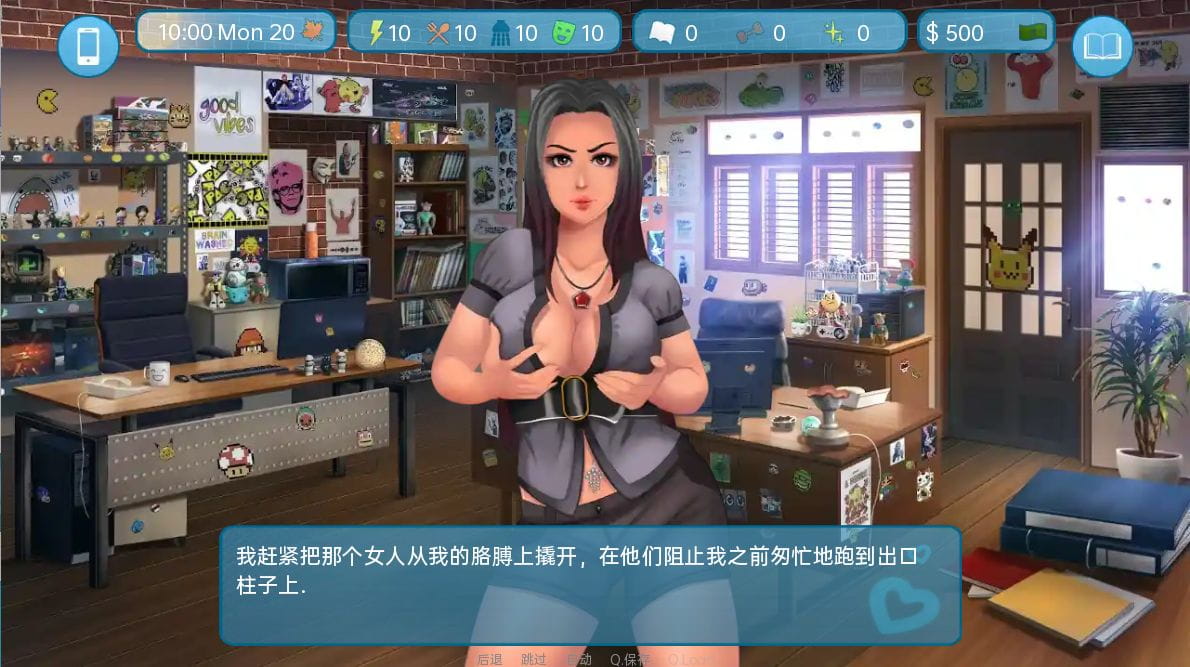 10:00 Mon 20
10
10
10
10
0
0
0
$ 500
good
vibes
BRAIN
WASHED
我赶紧把那个女人从我的胳膊上撬开，在他们阻止我之前匆忙地跑到出口
柱子上.
后退 跳过 自动 Q.保存 Q.Load